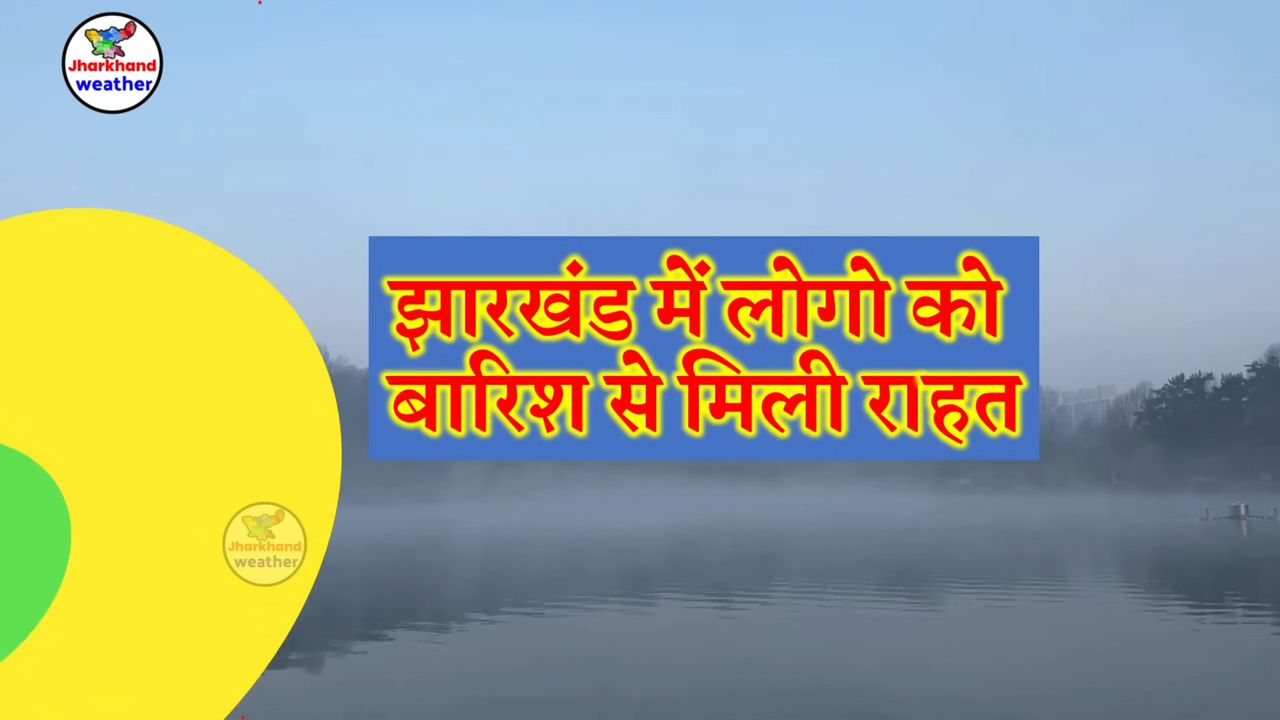 Jharkhand
weather
झारखंड में लोगो को
बारिश से मिली राहत
Jharkhand
weather